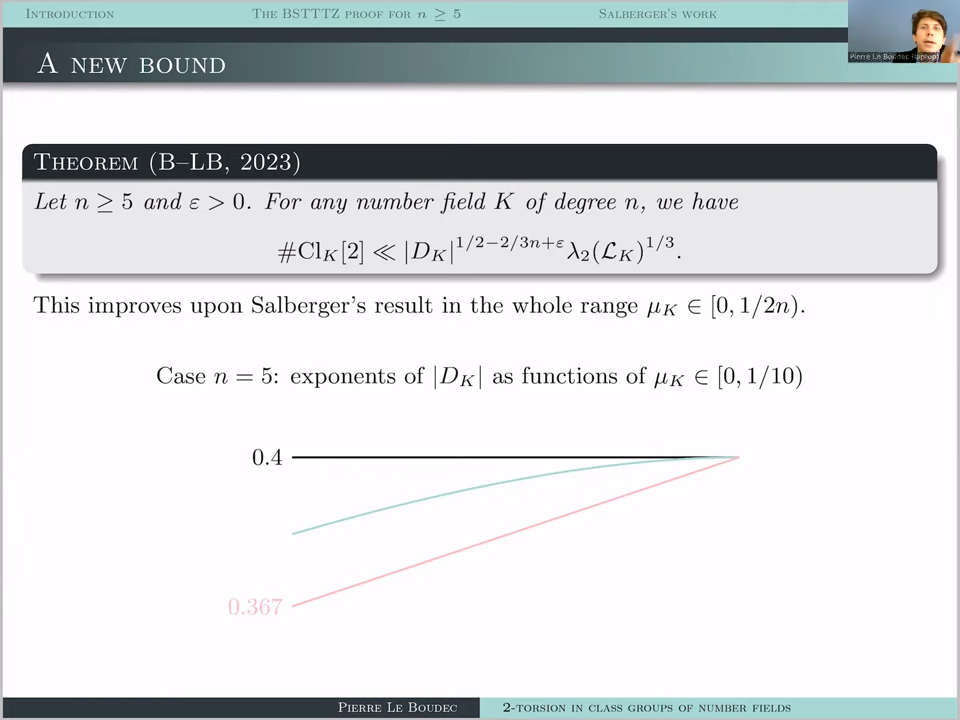 Introduction The BSTTTZ proof for n ≥ 5 Salberger's work
A new bound
Pierre Le Boudec (laptop)
Theorem (B–LB, 2023)
Let n ≥ 5 and ε > 0. For any number field K of degree n, we have
#Cl_K[2] ≪ |D_K|^{1/2−2/3n+ε} λ_2(ℒ_K)^{1/3}.
This improves upon Salberger's result in the whole range μ_K ∈ [0, 1/2n).
Case n = 5: exponents of |D_K| as functions of μ_K ∈ [0, 1/10)
0.4
0.367
Pierre Le Boudec 2-torsion in class groups of number fields